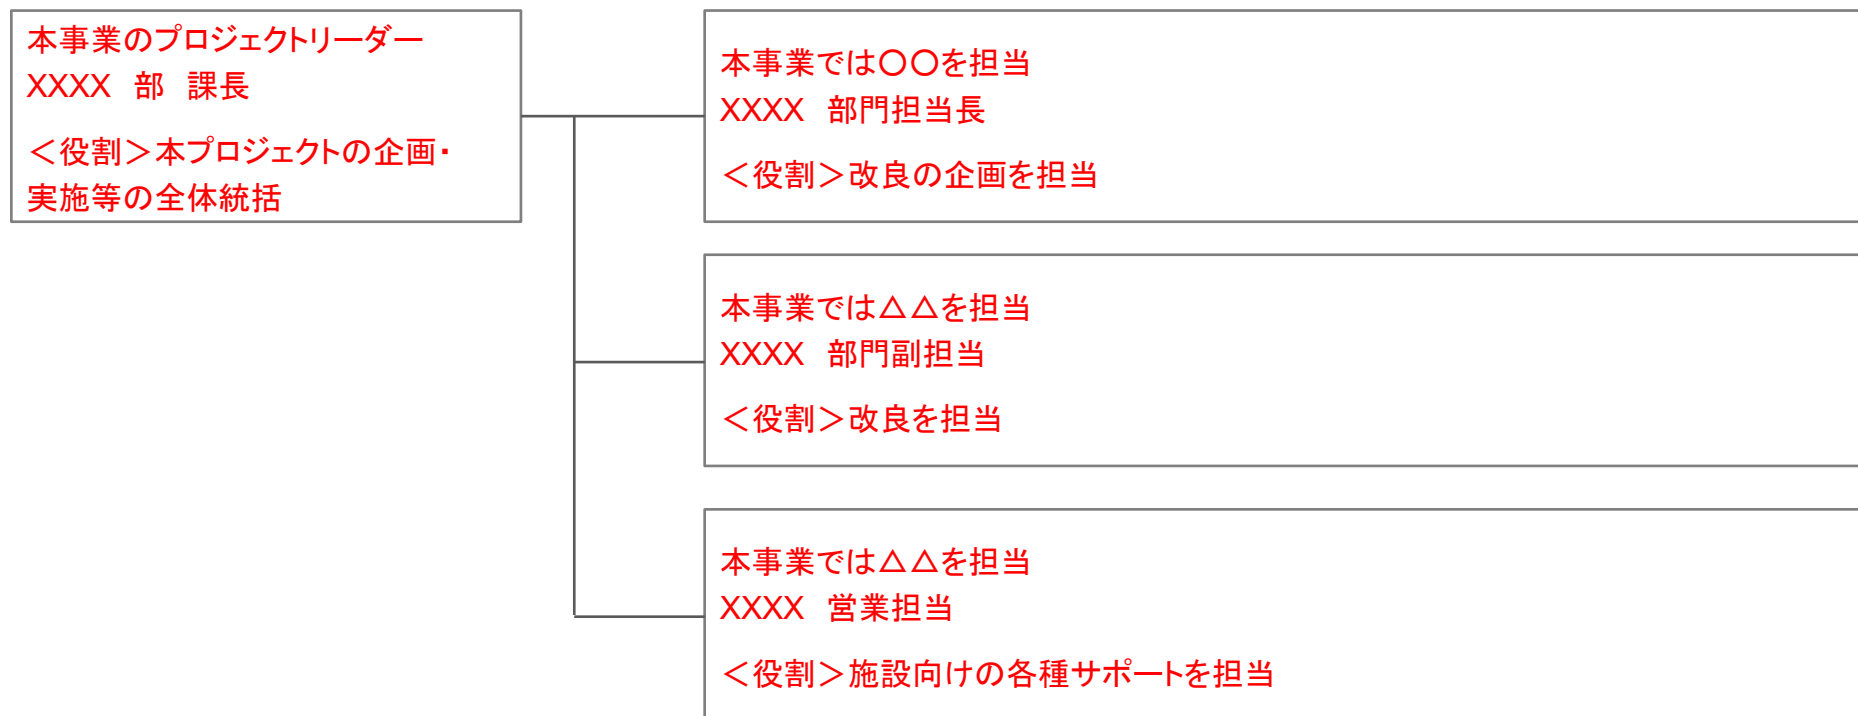 本事業のプロジェクトリーダー
XXXX 部 課長
＜役割＞本プロジェクトの企画・
実施等の全体統括
本事業では〇〇を担当
XXXX 部門担当長
＜役割＞改良の企画を担当
本事業では△△を担当
XXXX 部門副担当
＜役割＞改良を担当
本事業では△△を担当
XXXX 営業担当
＜役割＞施設向けの各種サポートを担当